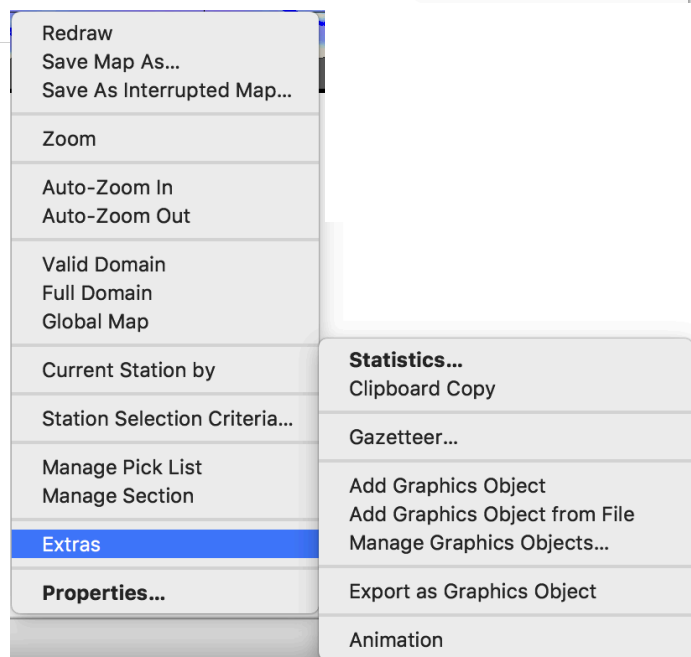 Redraw
Save Map As...
Save As Interrupted Map...
Zoom
Auto-Zoom In
Auto-Zoom Out
Valid Domain
Full Domain
Global Map
Current Station by
Station Selection Criteria...
Manage Pick List
Manage Section
Extras
Properties...
Statistics...
Clipboard Copy
Gazetteer...
Add Graphics Object
Add Graphics Object from File
Manage Graphics Objects...
Export as Graphics Object
Animation